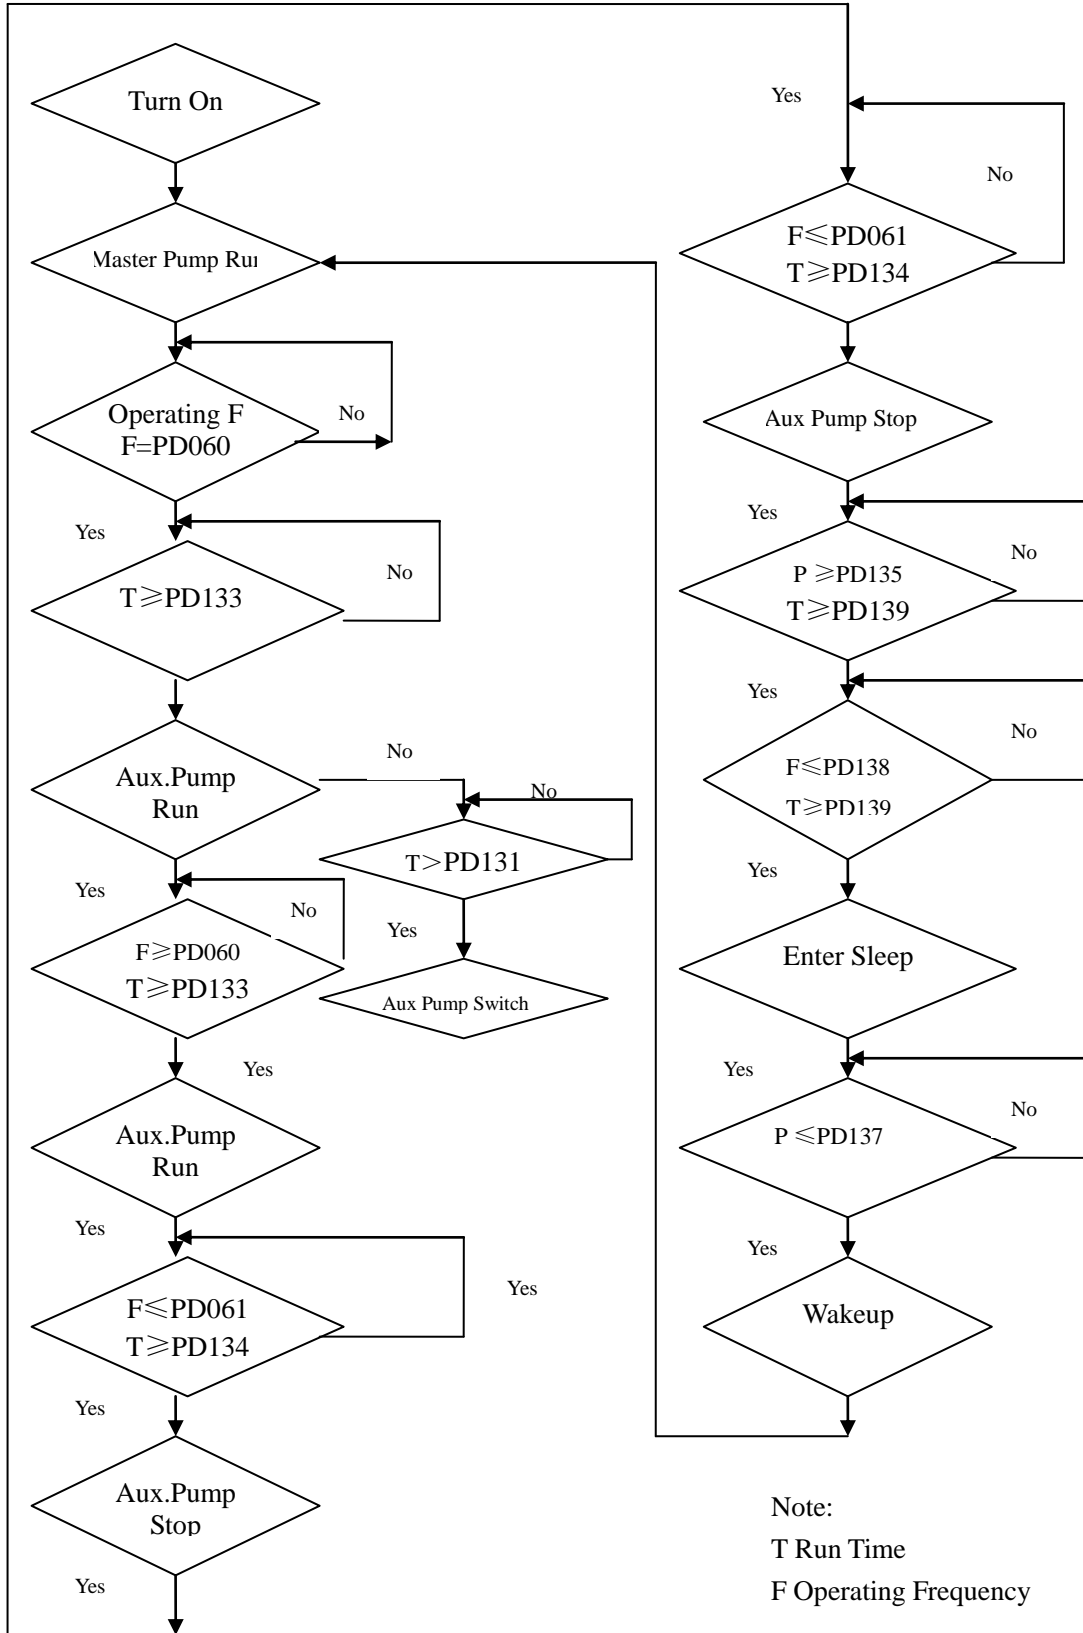 Turn On
Master Pump Run
Operating F
F=PD060
No
Yes
No
T≥PD133
No
Aux.Pump
Run
No
T>PD131
Yes
No
F≥PD060
T≥PD133
Yes
Aux Pump Switch
Yes
Aux.Pump
Run
Yes
F≤PD061
T≥PD134
Yes
Yes
Aux.Pump
Stop
Yes
Yes
No
F≤PD061
T≥PD134
Aux Pump Stop
Yes
No
P ≥PD135
T≥PD139
Yes
No
F≤PD138
T≥PD139
Yes
Enter Sleep
Yes
No
P ≤PD137
Yes
Wakeup
Note:
T Run Time
F Operating Frequency